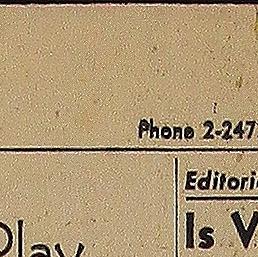 Phone 2-247
Editori
Is V
Play